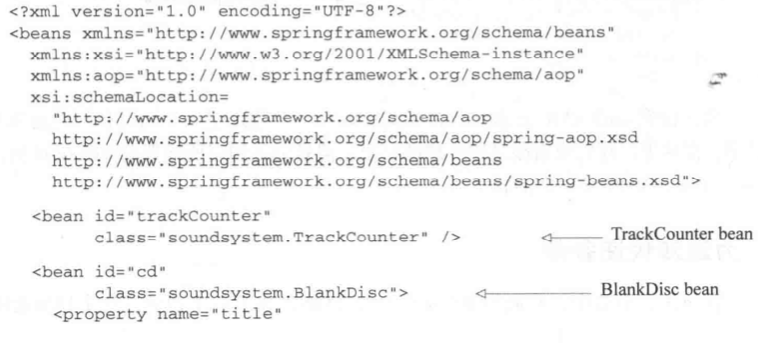 <?xml version="1.0" encoding="UTF-8"?>
<beans xmlns="http://www.springframework.org/schema/beans"
xmlns:xsi="http://www.w3.org/2001/XMLSchema-instance"
xmlns:aop="http://www.springframework.org/schema/aop"
xsi:schemaLocation=
"http://www.springframework.org/schema/aop
http://www.springframework.org/schema/aop/spring-aop.xsd
http://www.springframework.org/schema/beans
http://www.springframework.org/schema/beans/spring-beans.xsd">
<bean id="trackCounter"
class="soundsystem.TrackCounter" /> TrackCounter bean
<bean id="cd"
class="soundsystem.BlankDisc"> BlankDisc bean
<property name="title"